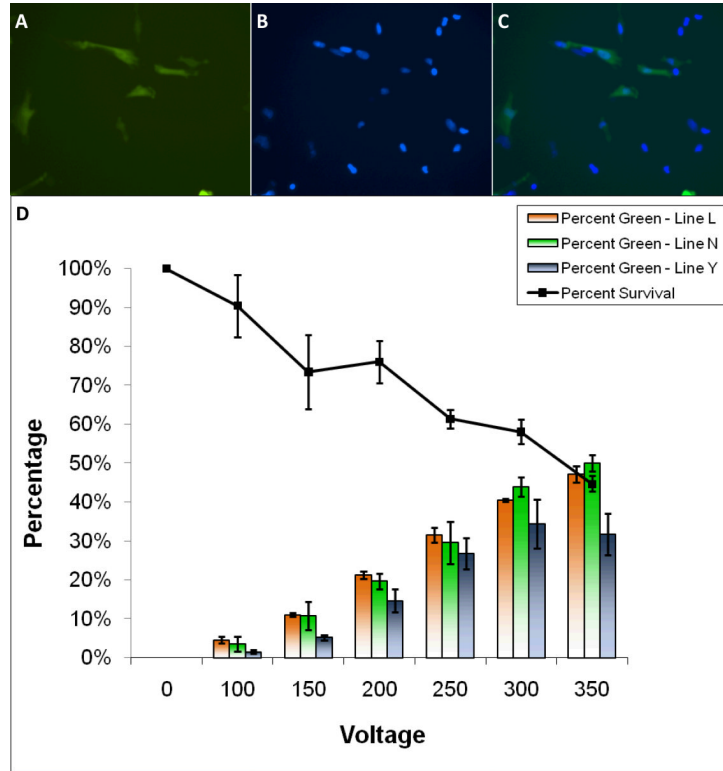 A
B
C
D
Percent Green - Line L
Percent Green - Line N
Percent Green - Line Y
Percent Survival
100%
90%
80%
70%
60%
50%
40%
30%
20%
10%
0%
Percentage
0 100 150 200 250 300 350
Voltage